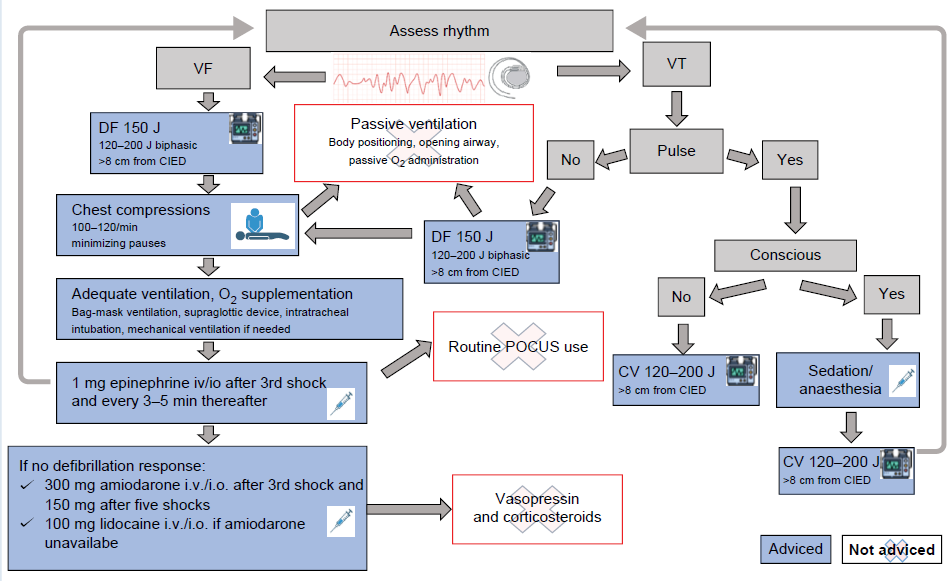 Assess rhythm
VF
VT
DF 150 J
120–200 J biphasic
>8 cm from CIED
Passive ventilation
Body positioning, opening airway,
passive O2 administration
No
Pulse
Yes
Chest compressions
100–120/min
minimizing pauses
DF 150 J
120–200 J biphasic
>8 cm from CIED
Conscious
No
Yes
Adequate ventilation, O2 supplementation
Bag-mask ventilation, supraglottic device, intratracheal
intubation, mechanical ventilation if needed
Routine POCUS use
CV 120–200 J
>8 cm from CIED
Sedation/
anaesthesia
1 mg epinephrine iv/io after 3rd shock
and every 3–5 min thereafter
CV 120–200 J
>8 cm from CIED
If no defibrillation response:
✓ 300 mg amiodarone i.v./i.o. after 3rd shock and
150 mg after five shocks
✓ 100 mg lidocaine i.v./i.o. if amiodarone
unavailabe
Vasopressin
and corticosteroids
Adviced
Not adviced